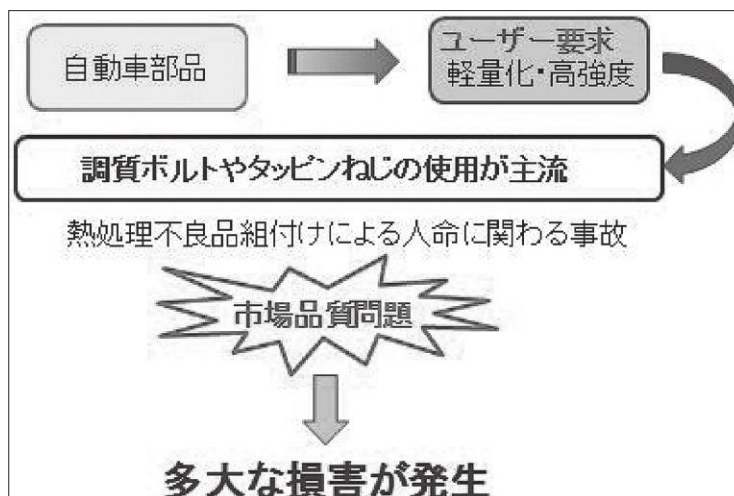 自動車部品
ユーザー要求
軽量化・高強度
調質ボルトやタッピンねじの使用が主流
熱処理不良品組付けによる人命に関わる事故
市場品質問題
多大な損害が発生